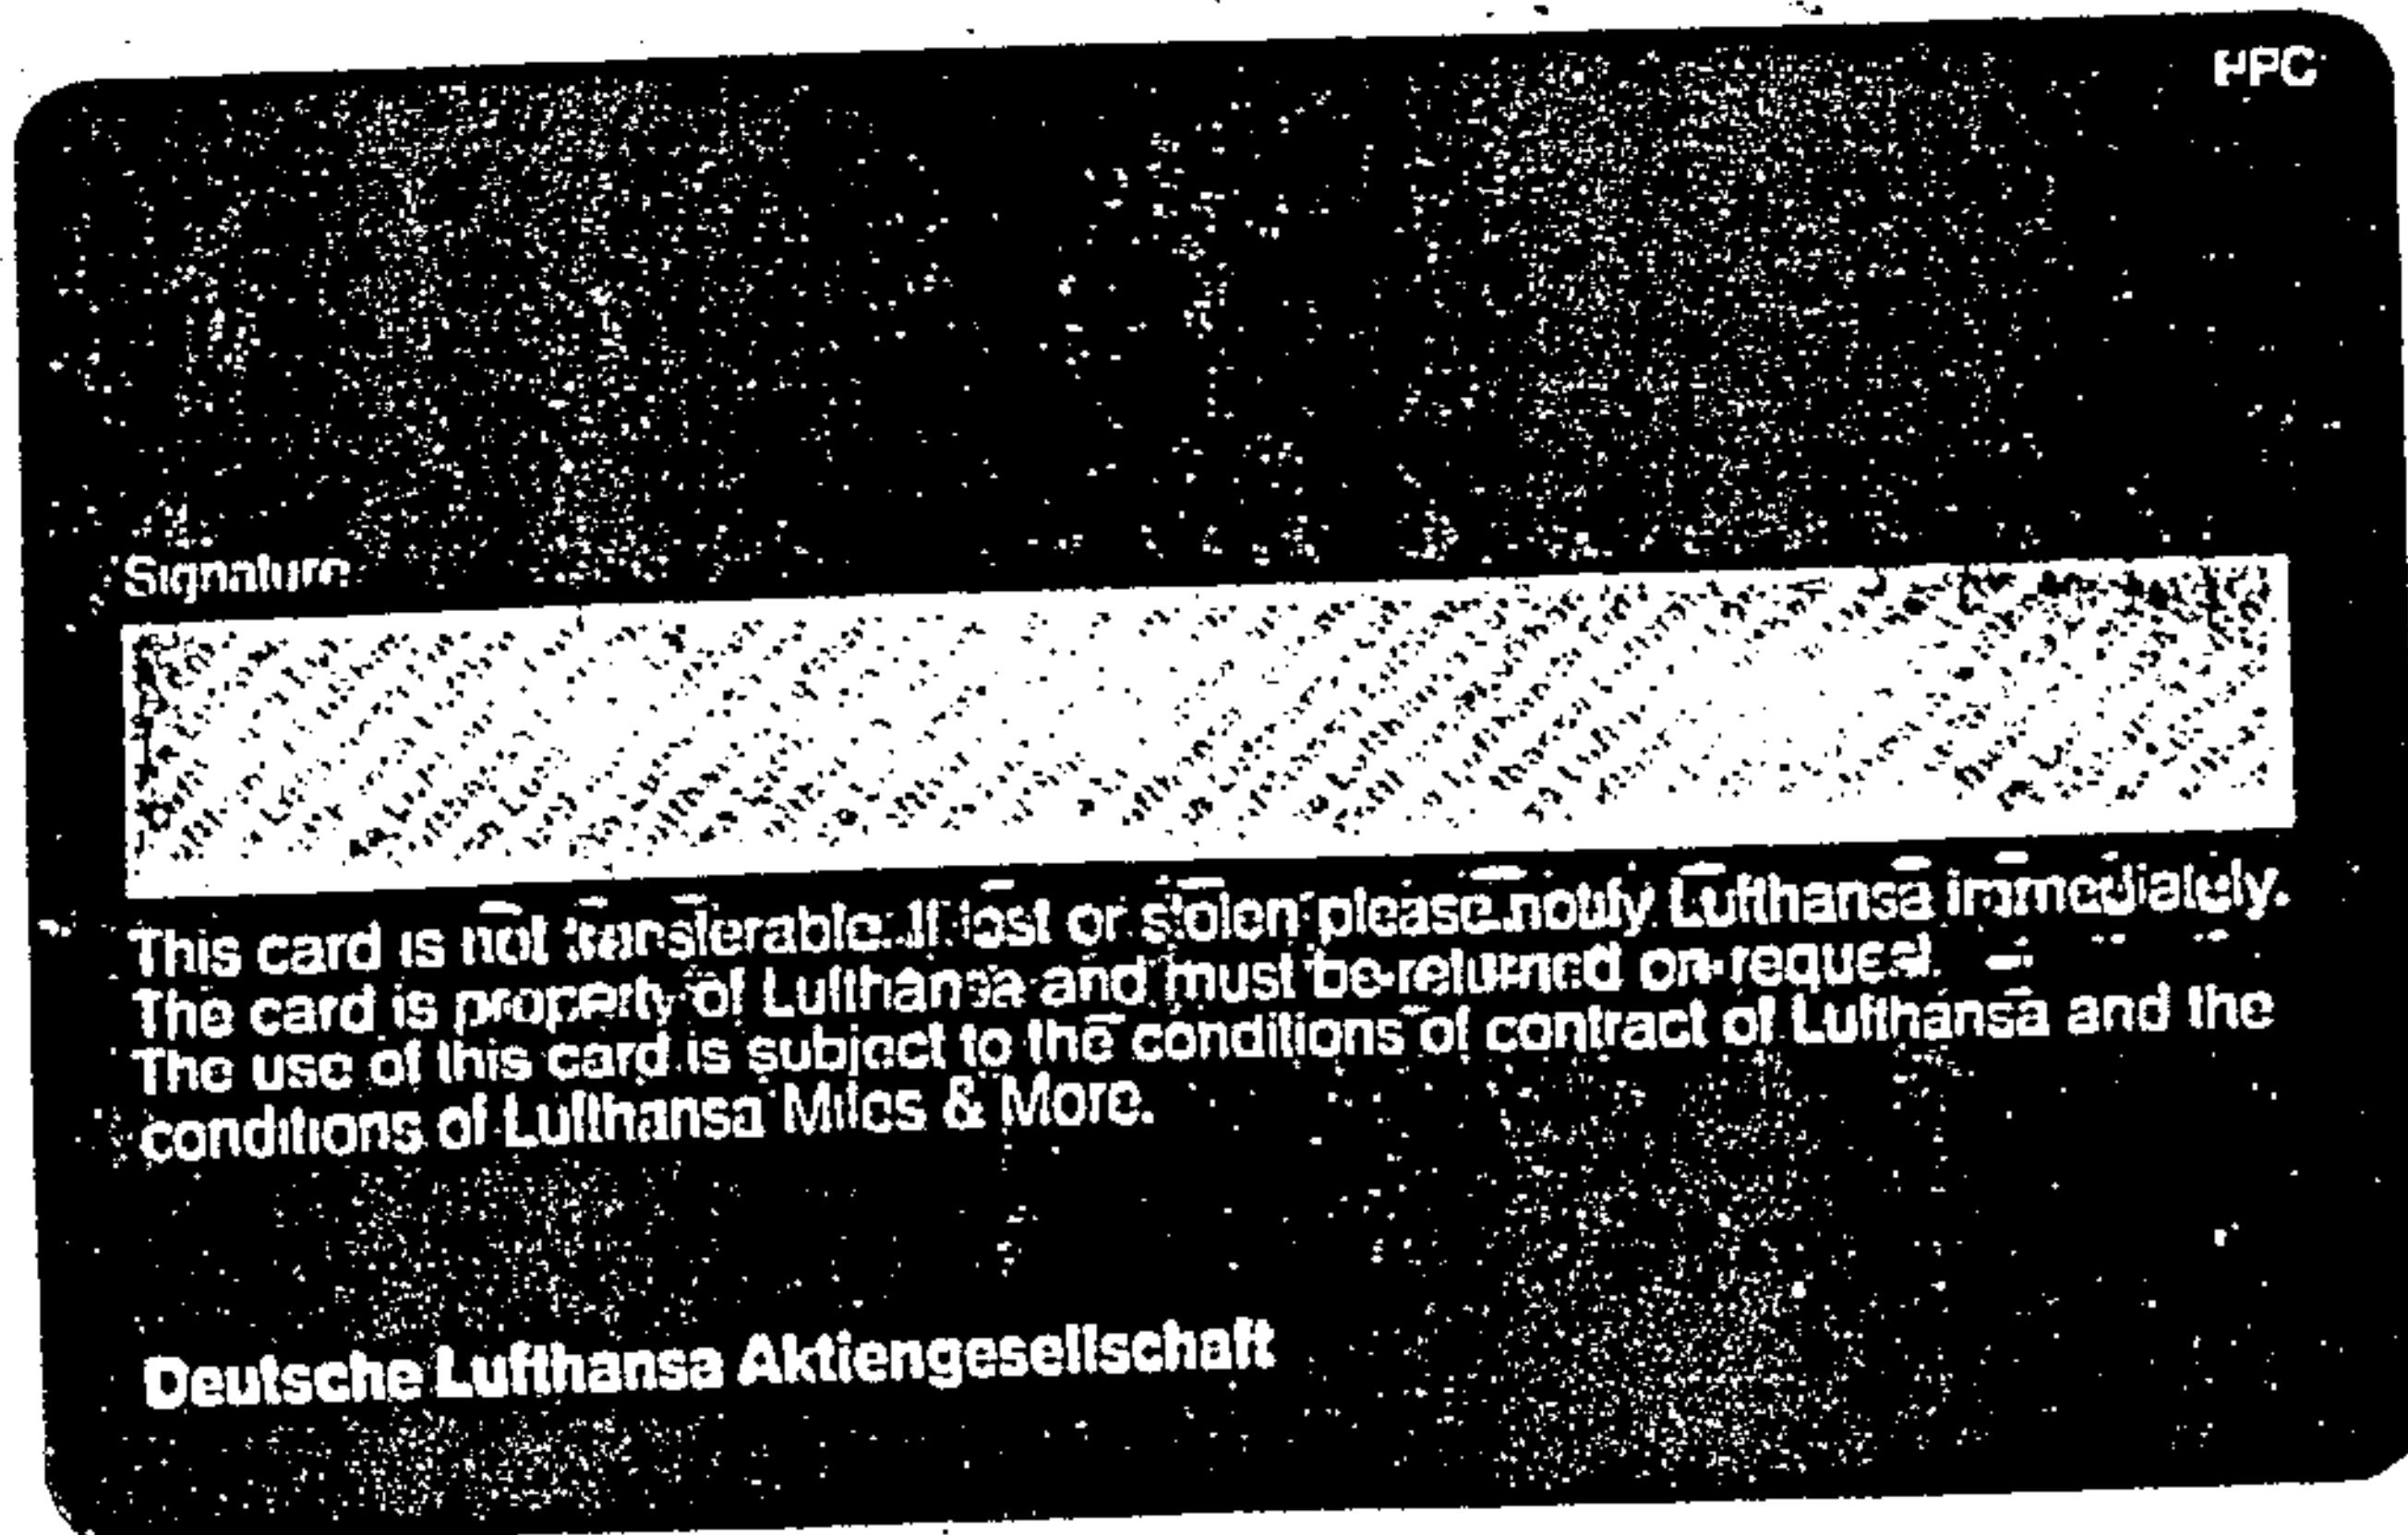 PPC
Signature
This card is not transferable. If lost or stolen please notify Lufthansa immediately.
The card is property of Lufthansa and must be returned on request.
The use of this card is subject to the conditions of contract of Lufthansa and the
conditions of Lufthansa Miles & More.
Deutsche Lufthansa Aktiengesellschaft